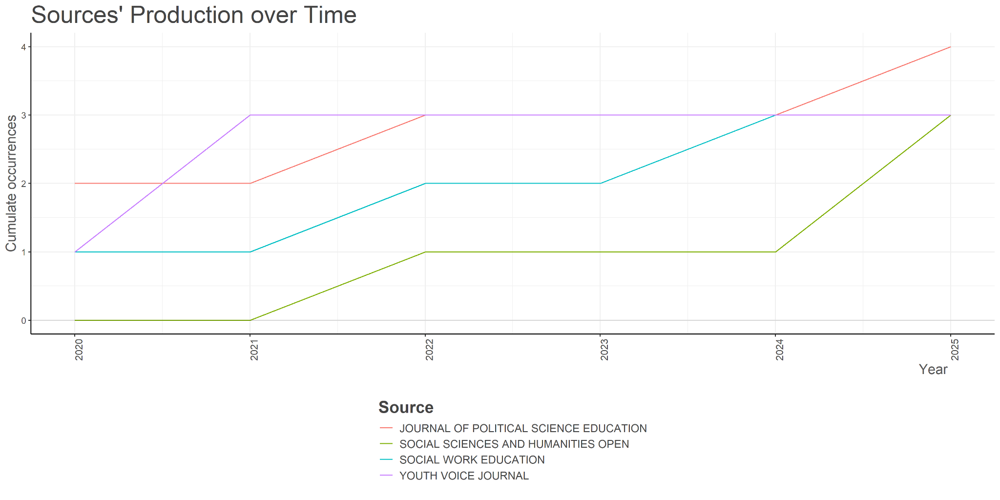 Sources' Production over Time
Cumulate occurrences
4
3
2
1
0
2020
2021
2022
2023
2024
2025
Year
Source
JOURNAL OF POLITICAL SCIENCE EDUCATION
SOCIAL SCIENCES AND HUMANITIES OPEN
SOCIAL WORK EDUCATION
YOUTH VOICE JOURNAL